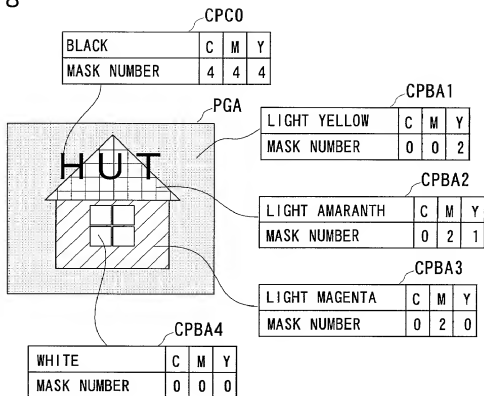 8
CPC0
BLACK C M Y
MASK NUMBER 4 4 4
PGA
CPBA1
LIGHT YELLOW C M Y
MASK NUMBER 0 0 2
HUT
CPBA2
LIGHT AMARANTH C M Y
MASK NUMBER 0 2 1
CPBA3
LIGHT MAGENTA C M Y
MASK NUMBER 0 2 0
CPBA4
WHITE C M Y
MASK NUMBER 0 0 0